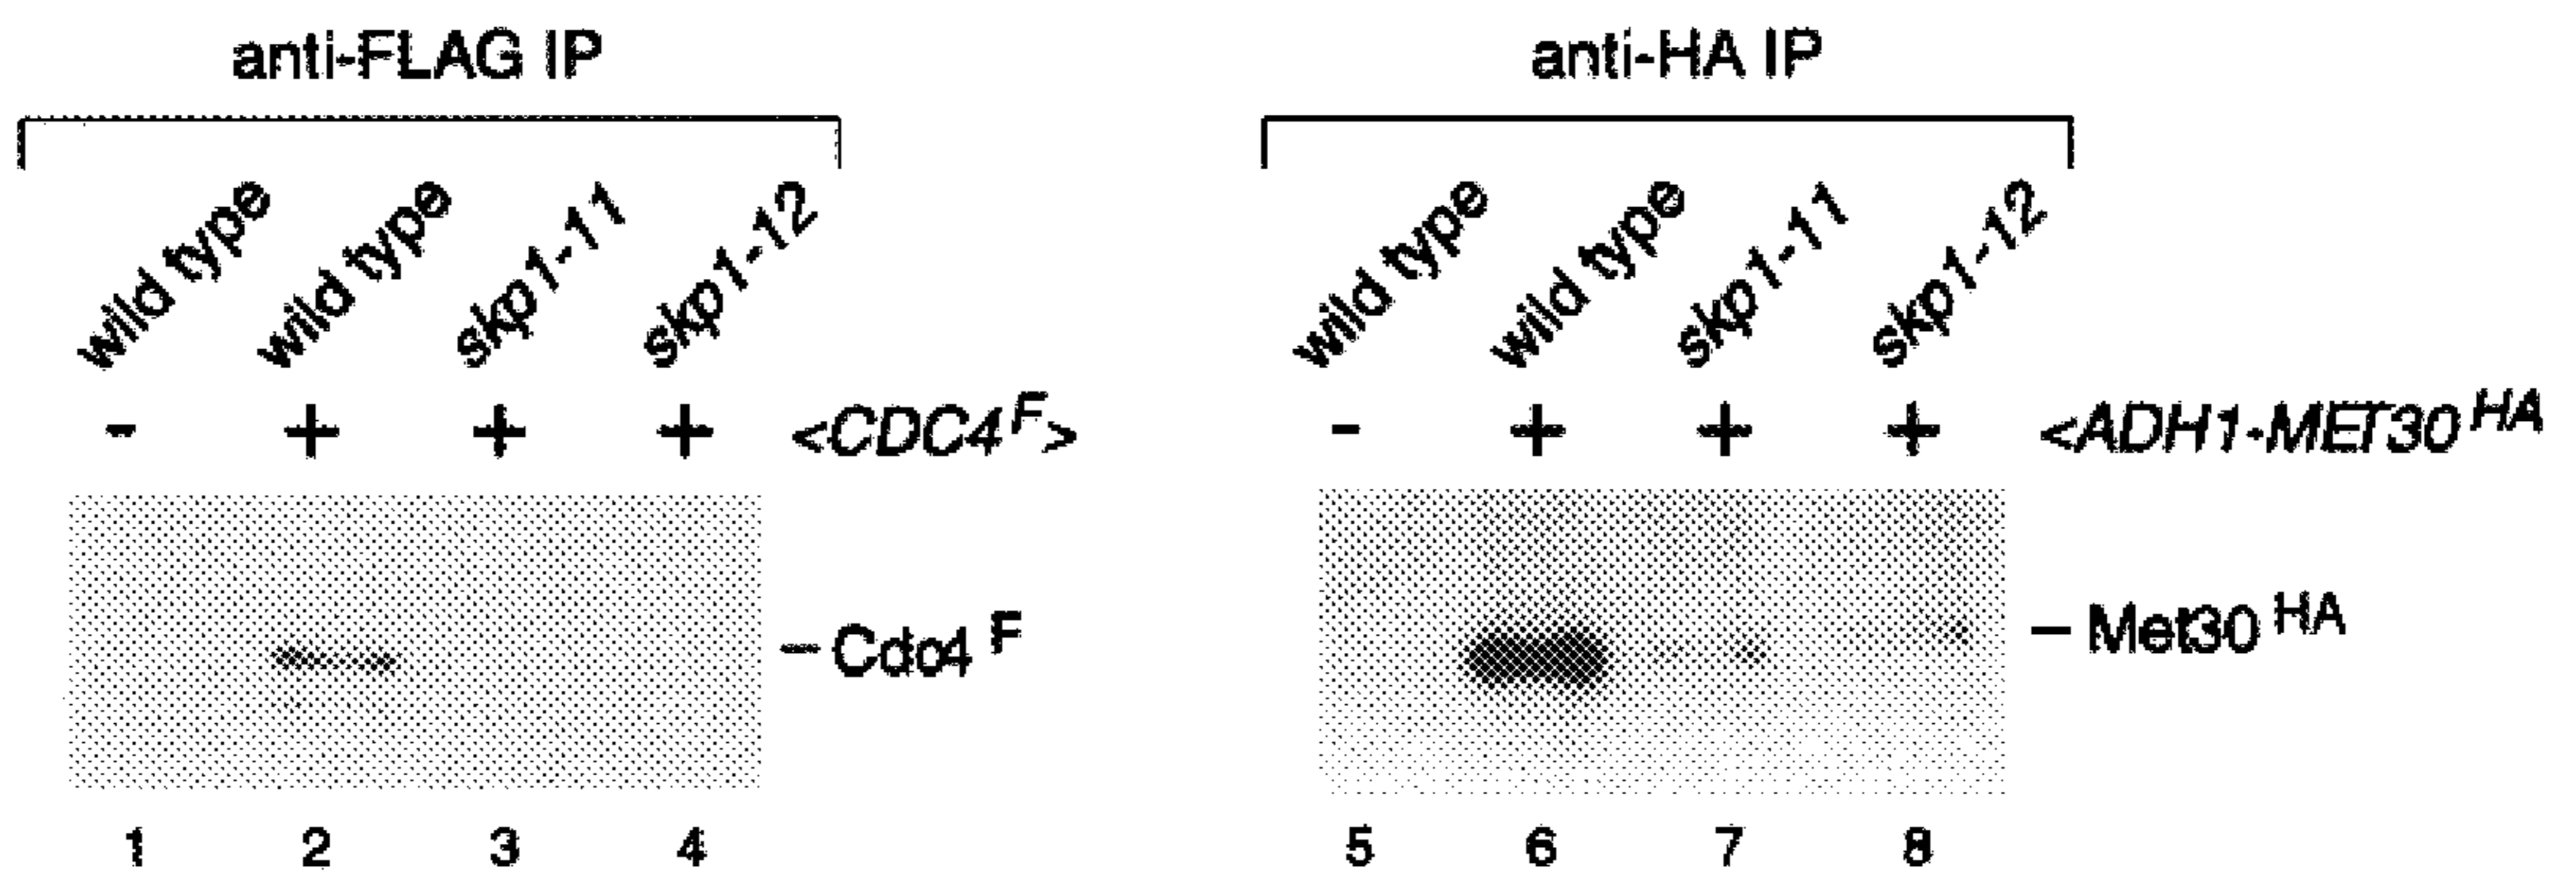 anti-FLAG IP
anti-HA IP
wild type wild type skp1-11 skp1-12
wild type wild type skp1-11 skp1-12
- + + + <CDC4F>
- + + + <ADH1-MET30HA
Cdc4F
Met30HA
1 2 3 4
5 6 7 8